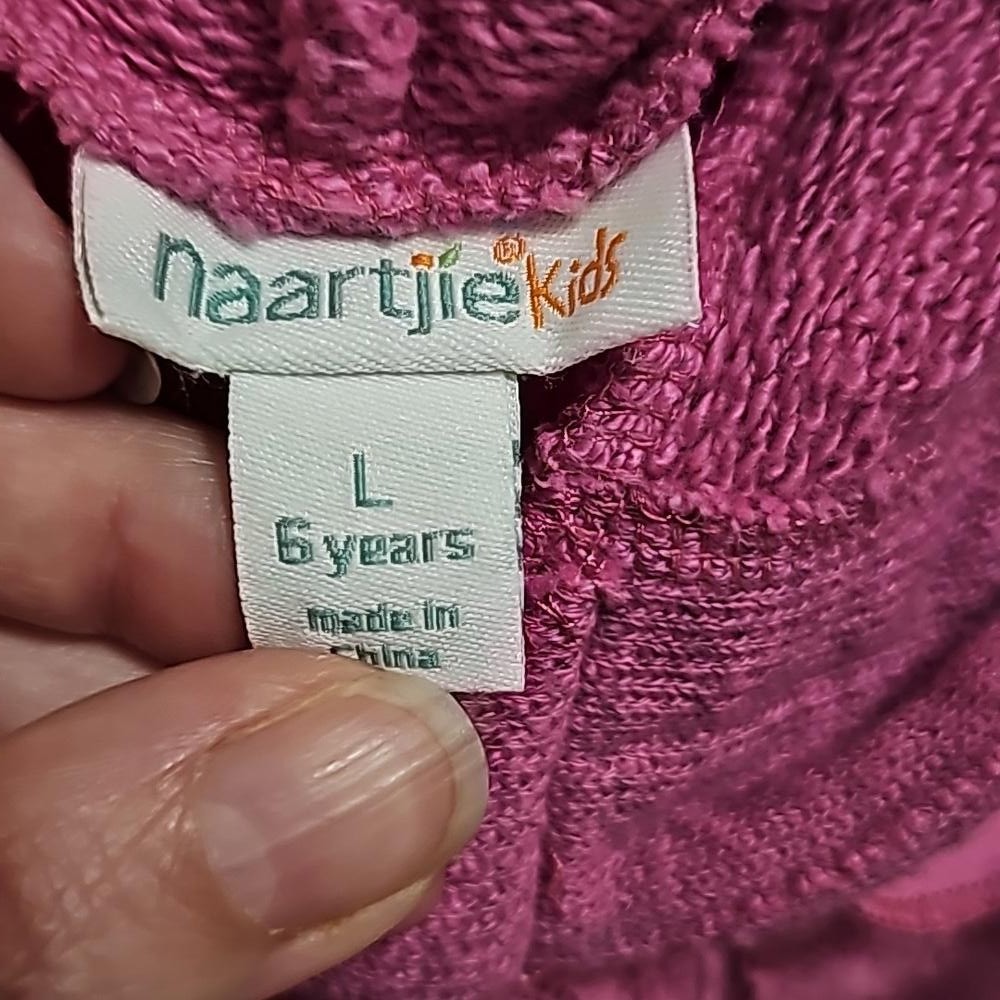 naartjie® kids
L
6 years
made in
China